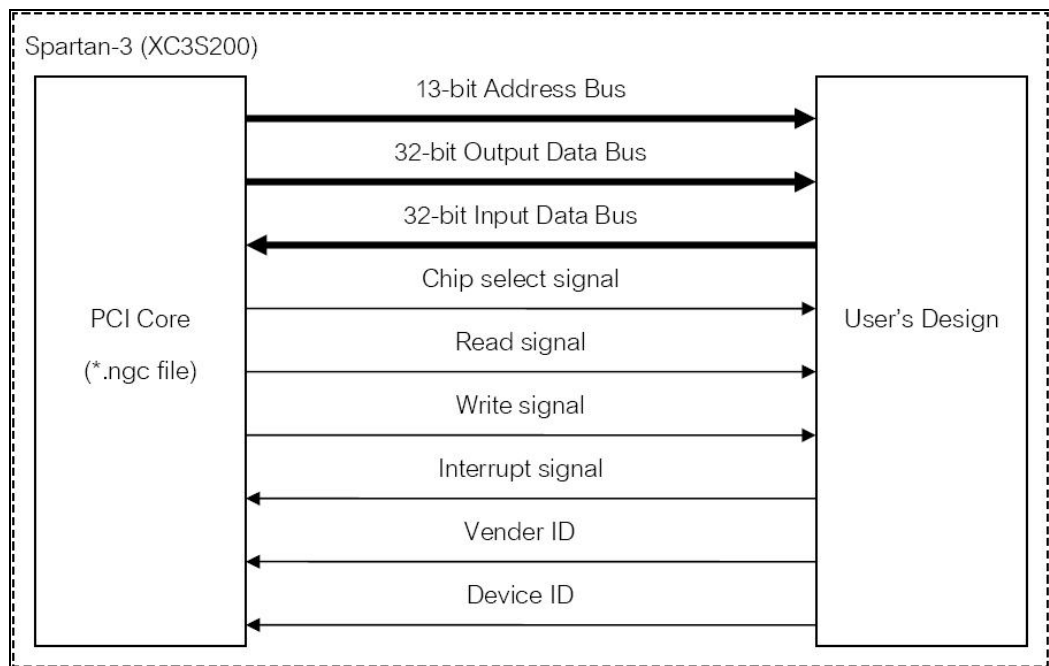 Spartan-3 (XC3S200)
13-bit Address Bus
32-bit Output Data Bus
32-bit Input Data Bus
Chip select signal
Read signal
Write signal
Interrupt signal
Vender ID
Device ID
PCI Core
(*.ngc file)
User's Design